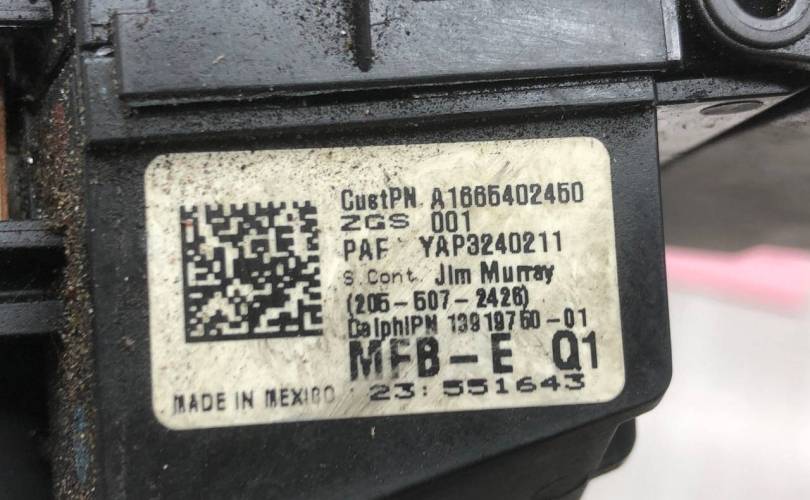 CustPN A1665402450
ZGS 001
PAF YAP3240211
S.Cont. Jim Murray
(205-507-2426)
DelphiPN 13919750-01
MFB-E Q1
MADE IN MEXICO 23:551643